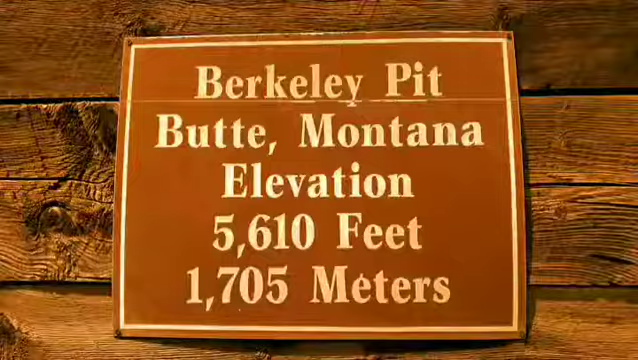 Berkeley Pit
Butte, Montana
Elevation
5,610 Feet
1,705 Meters